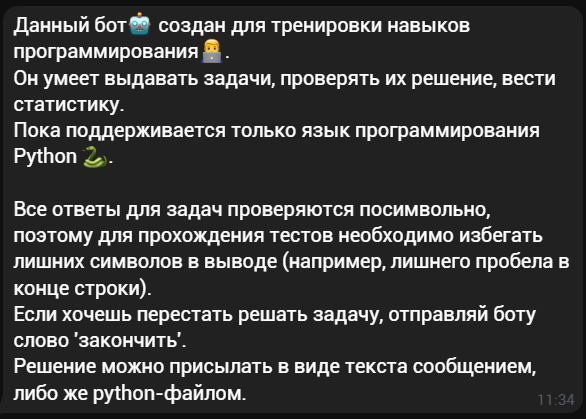 Данный бот🤖 создан для тренировки навыков
программирования👨‍💻.
Он умеет выдавать задачи, проверять их решение, вести
статистику.
Пока поддерживается только язык программирования
Python 🐍.
Все ответы для задач проверяются посимвольно,
поэтому для прохождения тестов необходимо избегать
лишних символов в выводе (например, лишнего пробела в
конце строки).
Если хочешь перестать решать задачу, отправляй боту
слово 'закончить'.
Решение можно присылать в виде текста сообщением,
либо же python-файлом.
11:34